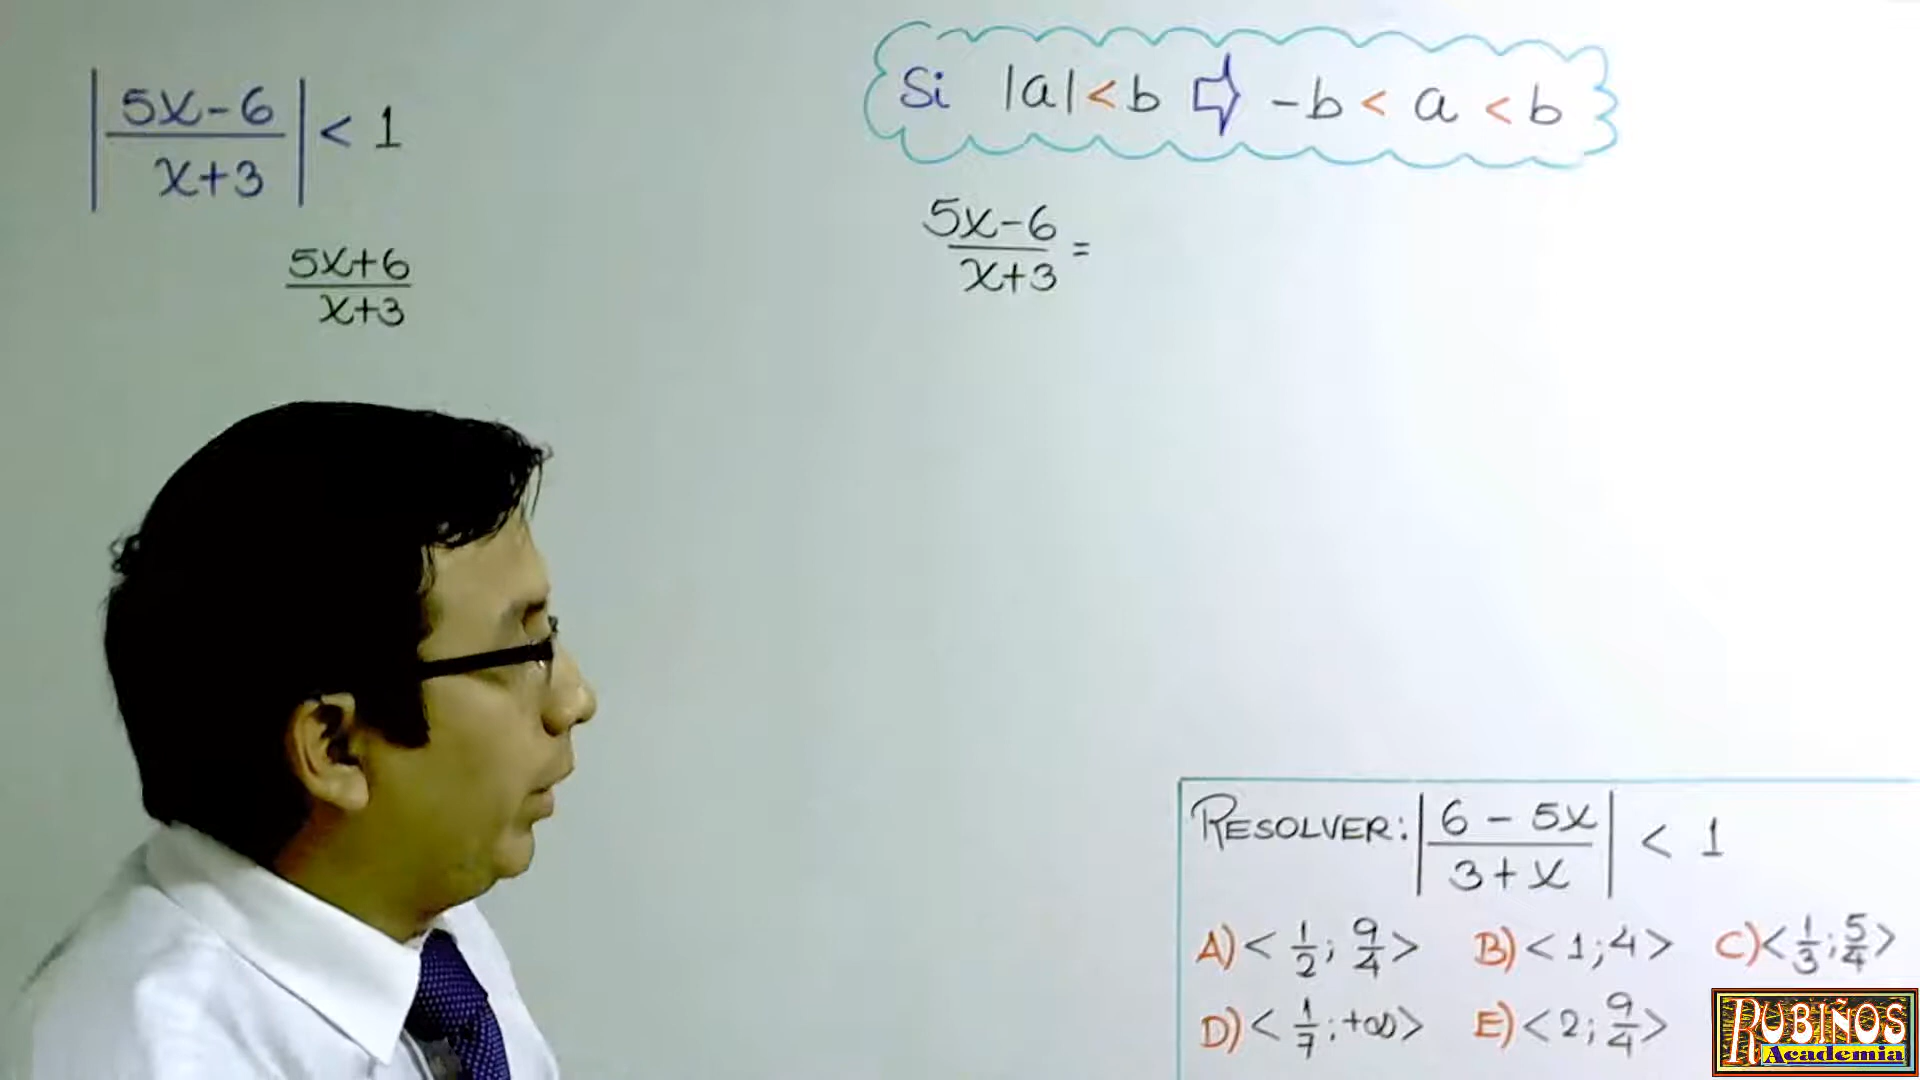 |5x-6 / x+3| < 1
5x+6 / x+3
Si |a| < b ⇨ -b < a < b
5x-6 / x+3 =
RESOLVER: |6 - 5x / 3 + x| < 1
A) < 1/2 ; 9/4 > B) < 1 ; 4 > C) < 1/3 ; 5/4 >
D) < 1/7 ; +∞ > E) < 2 ; 9/4 >
RUBIÑOS
Academia